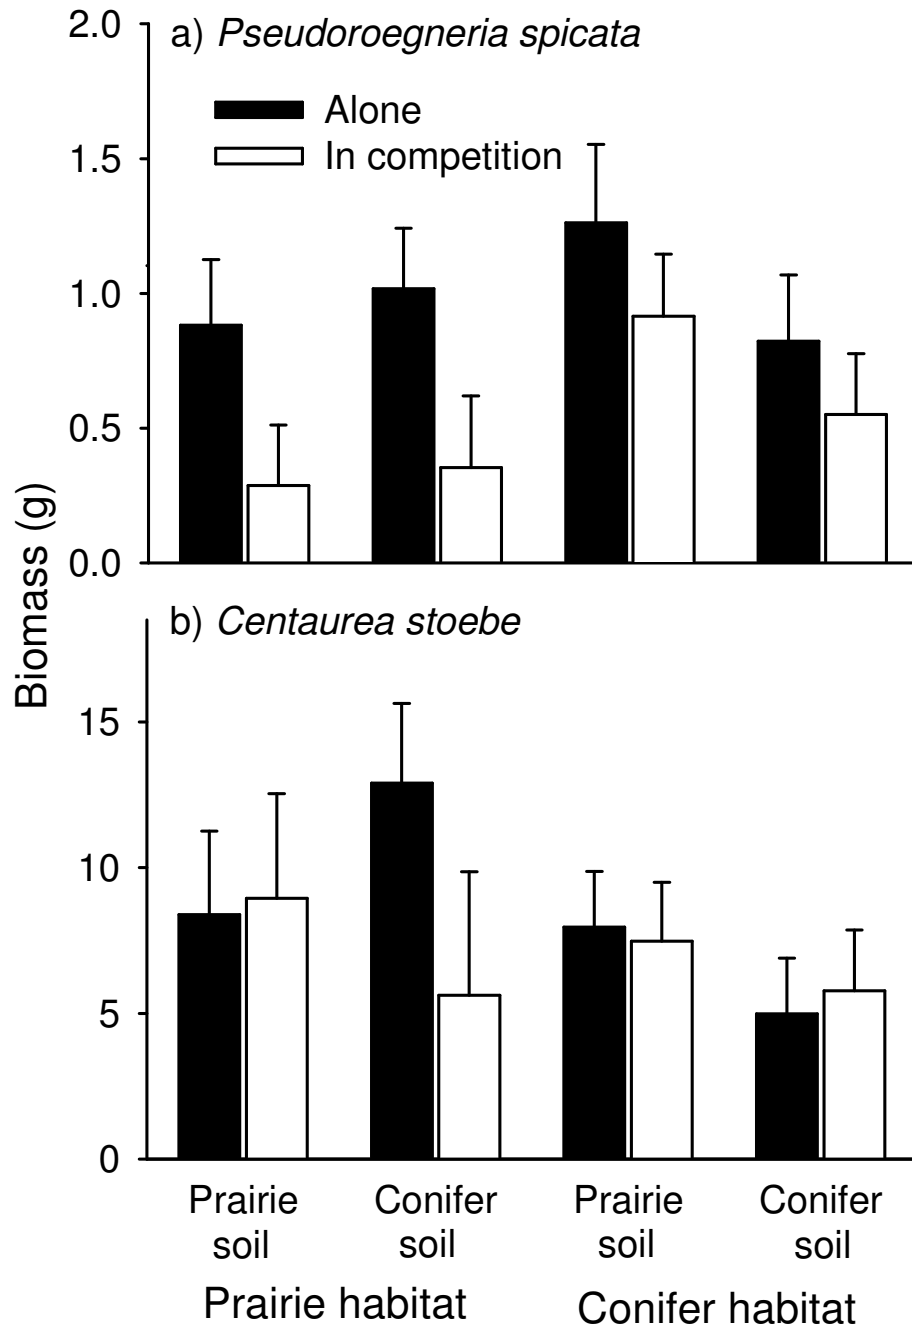 a) Pseudoroegneria spicata
Alone
In competition
2.0
1.5
1.0
0.5
0.0
Biomass (g)
b) Centaurea stoebe
15
10
5
0
Prairie soil
Conifer soil
Prairie soil
Conifer soil
Prairie habitat
Conifer habitat